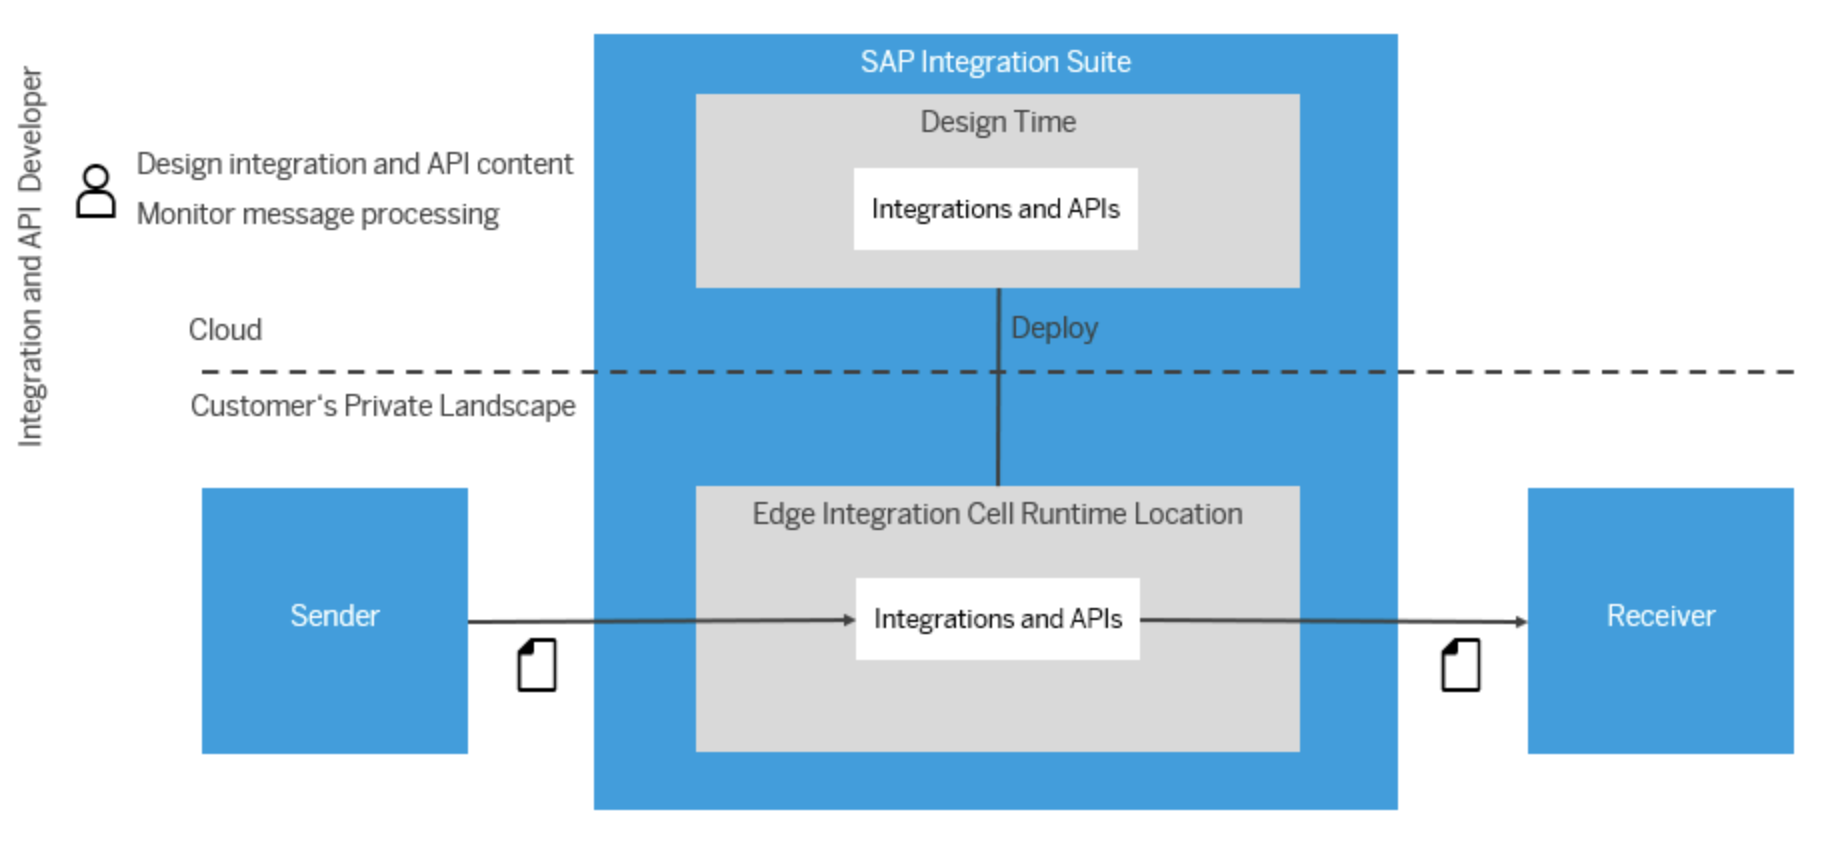 Integration and API Developer
SAP Integration Suite
Design Time
Design integration and API content
Monitor message processing
Integrations and APIs
Cloud
Deploy
Customer‘s Private Landscape
Edge Integration Cell Runtime Location
Sender
Integrations and APIs
Receiver